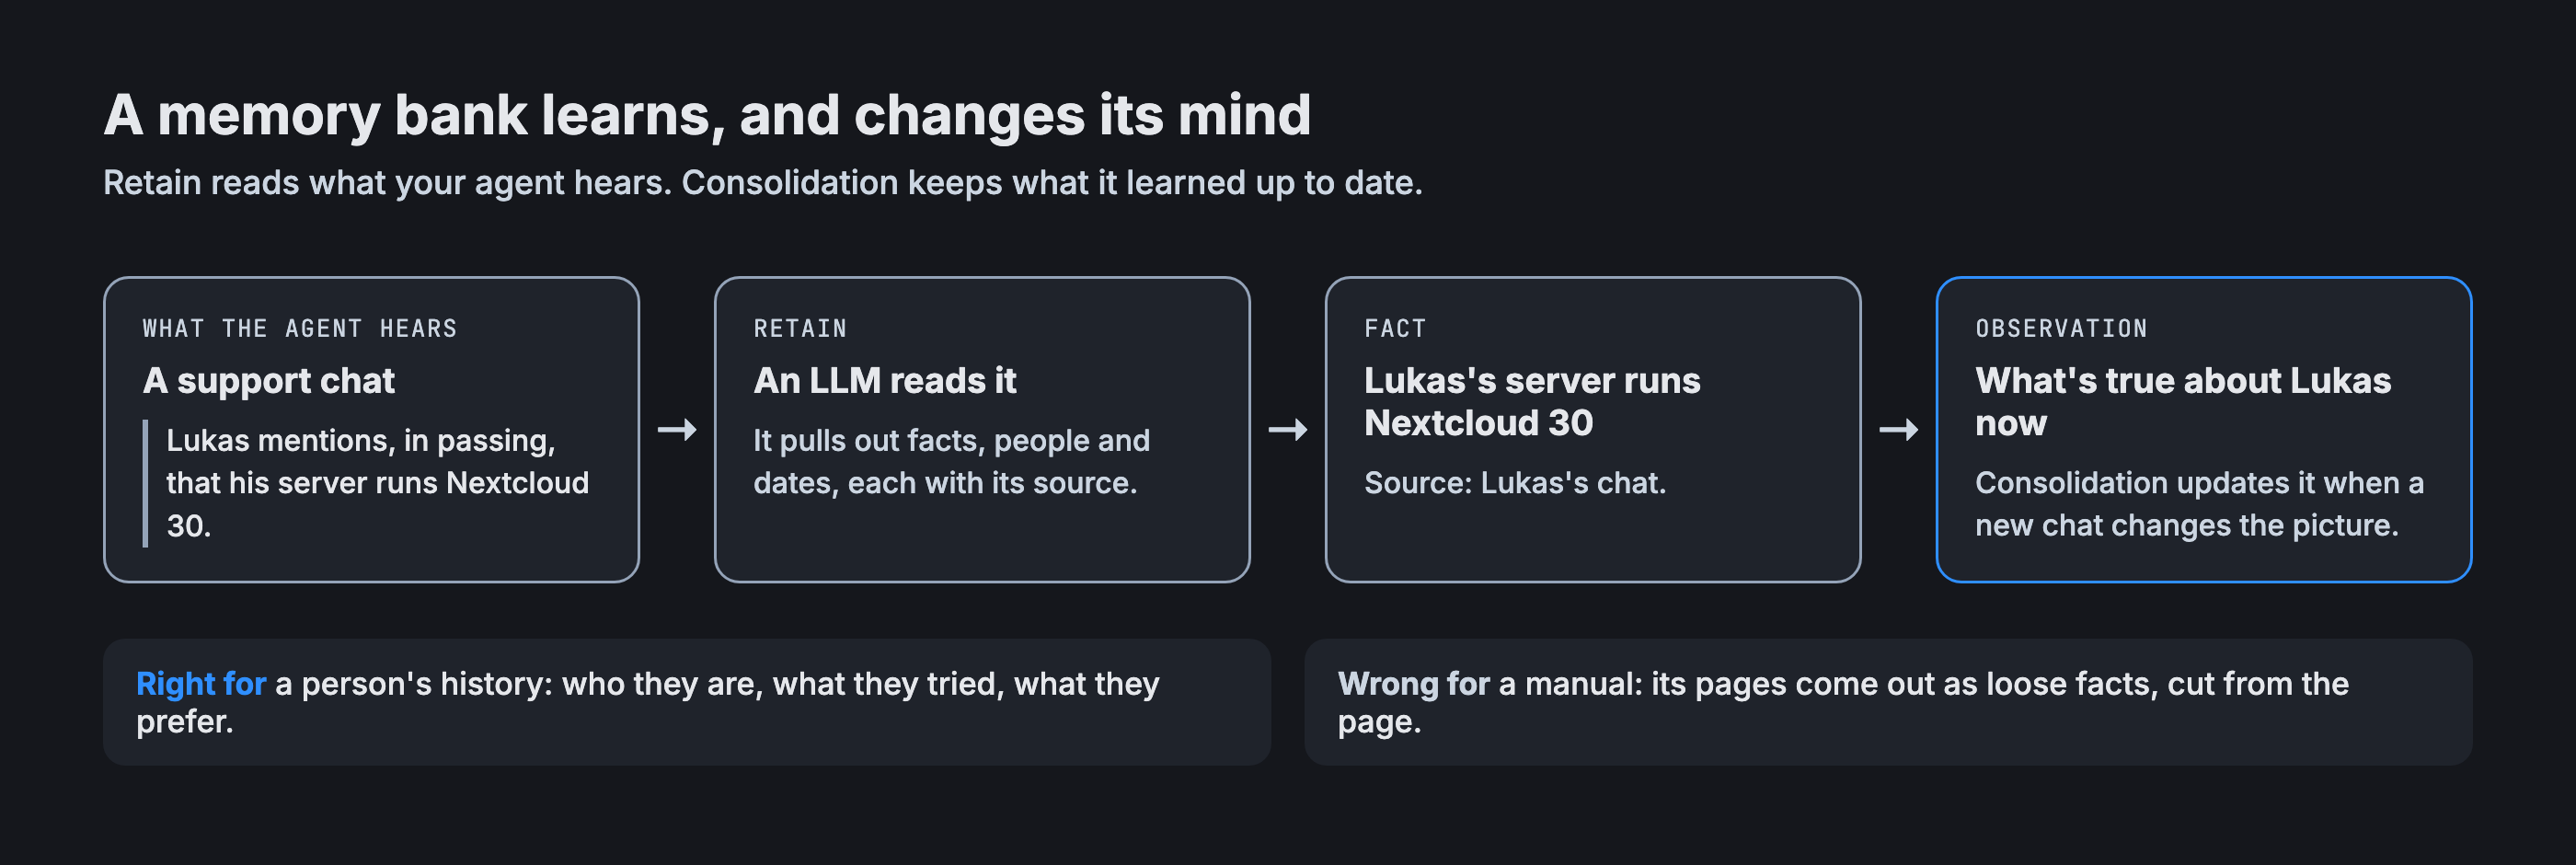 A memory bank learns, and changes its mind
Retain reads what your agent hears. Consolidation keeps what it learned up to date.
WHAT THE AGENT HEARS
A support chat
Lukas mentions, in passing,
that his server runs Nextcloud
30.
RETAIN
An LLM reads it
It pulls out facts, people and
dates, each with its source.
FACT
Lukas's server runs
Nextcloud 30
Source: Lukas's chat.
OBSERVATION
What's true about Lukas
now
Consolidation updates it when a
new chat changes the picture.
Right for a person's history: who they are, what they tried, what they
prefer.
Wrong for a manual: its pages come out as loose facts, cut from the
page.